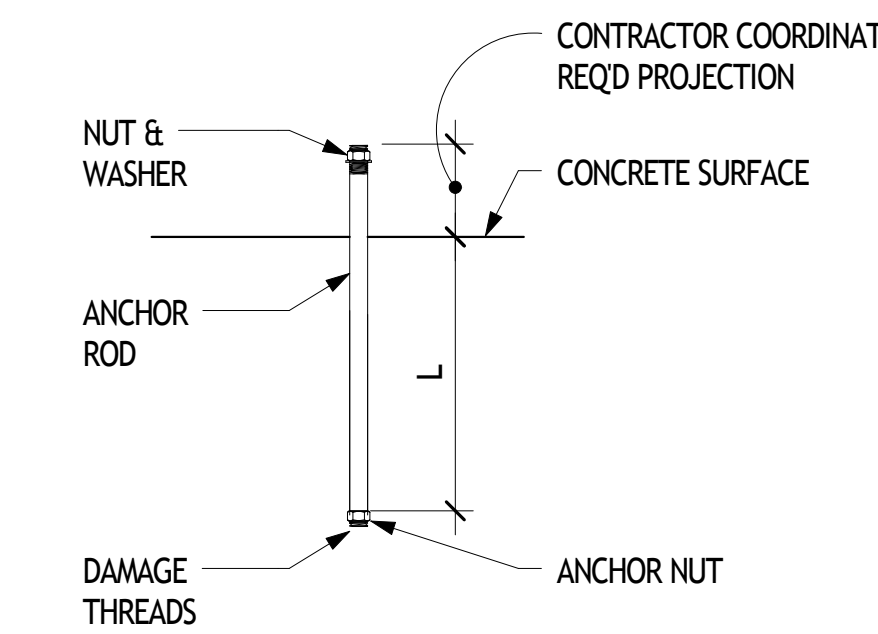 CONTRACTOR COORDINAT
REQ'D PROJECTION
NUT &
WASHER
CONCRETE SURFACE
ANCHOR
ROD
L
DAMAGE
THREADS
ANCHOR NUT